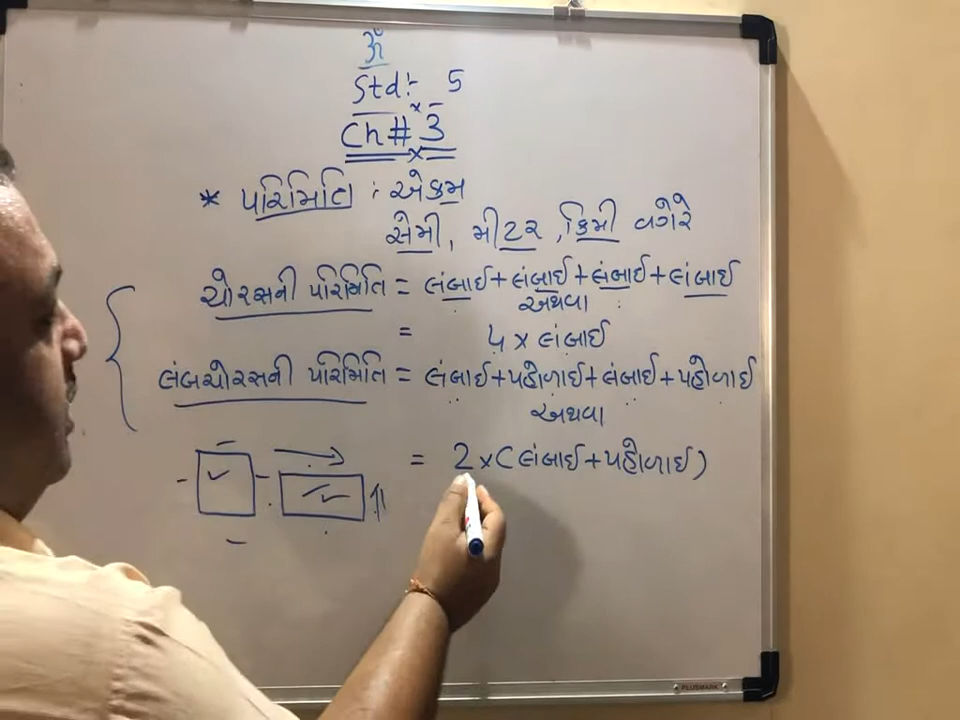 ૐ
Std:- 5
Ch# 3
* પરિમિતિ : એકમ
સેમી, મીટર, કિમી વગેરે
ચોરસની પરિમિતિ = લંબાઈ+લંબાઈ+લંબાઈ+લંબાઈ
અથવા
= 4 x લંબાઈ
લંબચોરસની પરિમિતિ = લંબાઈ+પહોળાઈ+લંબાઈ+પહોળાઈ
અથવા
= 2 x (લંબાઈ+પહોળાઈ)
PLUSMARK